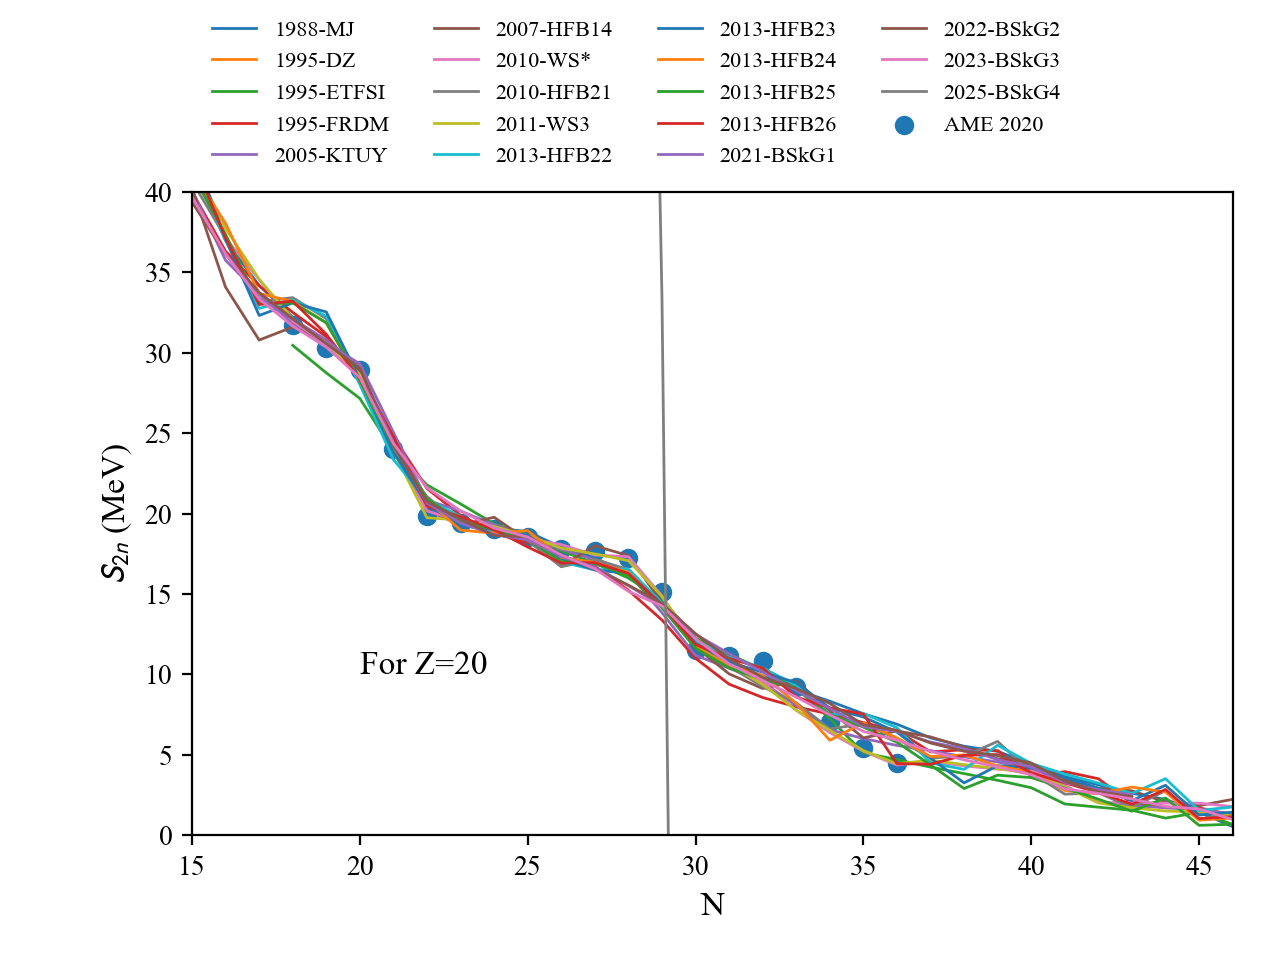 1988-MJ 2007-HFB14 2013-HFB23 2022-BSkG2
1995-DZ 2010-WS* 2013-HFB24 2023-BSkG3
1995-ETFSI 2010-HFB21 2013-HFB25 2025-BSkG4
1995-FRDM 2011-WS3 2013-HFB26 AME 2020
2005-KTUY 2013-HFB22 2021-BSkG1
40
35
30
25
20
15
10
5
0
S2n (MeV)
For Z=20
15 20 25 30 35 40 45
N